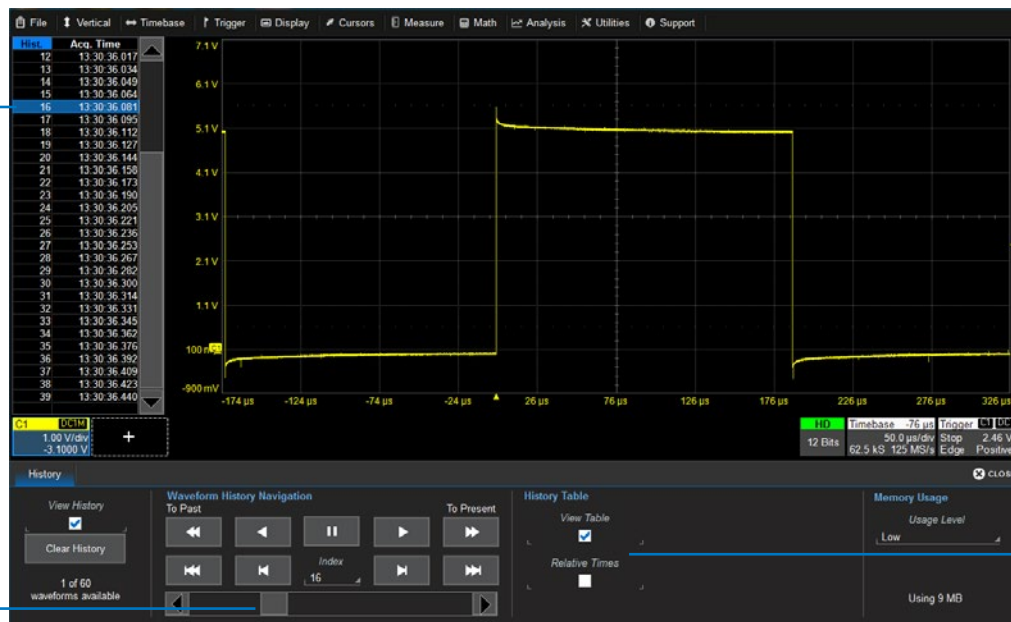 File Vertical Timebase Trigger Display Cursors Measure Math Analysis Utilities Support
Hist. Acq. Time
12 13:30:36.017
13 13:30:36.034
14 13:30:36.049
15 13:30:36.064
16 13:30:36.081
17 13:30:36.095
18 13:30:36.112
19 13:30:36.127
20 13:30:36.144
21 13:30:36.158
22 13:30:36.173
23 13:30:36.190
24 13:30:36.205
25 13:30:36.221
26 13:30:36.236
27 13:30:36.253
28 13:30:36.267
29 13:30:36.282
30 13:30:36.300
31 13:30:36.314
32 13:30:36.331
33 13:30:36.345
34 13:30:36.362
35 13:30:36.376
36 13:30:36.392
37 13:30:36.409
38 13:30:36.423
39 13:30:36.440
7.1 V
6.1 V
5.1 V
4.1 V
3.1 V
2.1 V
1.1 V
100 m C1
-900 mV
-174 µs -124 µs -74 µs -24 µs 26 µs 76 µs 126 µs 176 µs 226 µs 276 µs 326 µs
C1 DC1M
1.00 V/div
-3.1000 V
+
HD
12 Bits
Timebase -76 µs
50.0 µs/div
62.5 kS 125 MS/s
Trigger C1 DC
Stop 2.46 V
Edge Positive
History
CLOS
View History
Clear History
1 of 60
waveforms available
Waveform History Navigation
To Past To Present
Index
16
History Table
View Table
Relative Times
Memory Usage
Usage Level
Low
Using 9 MB